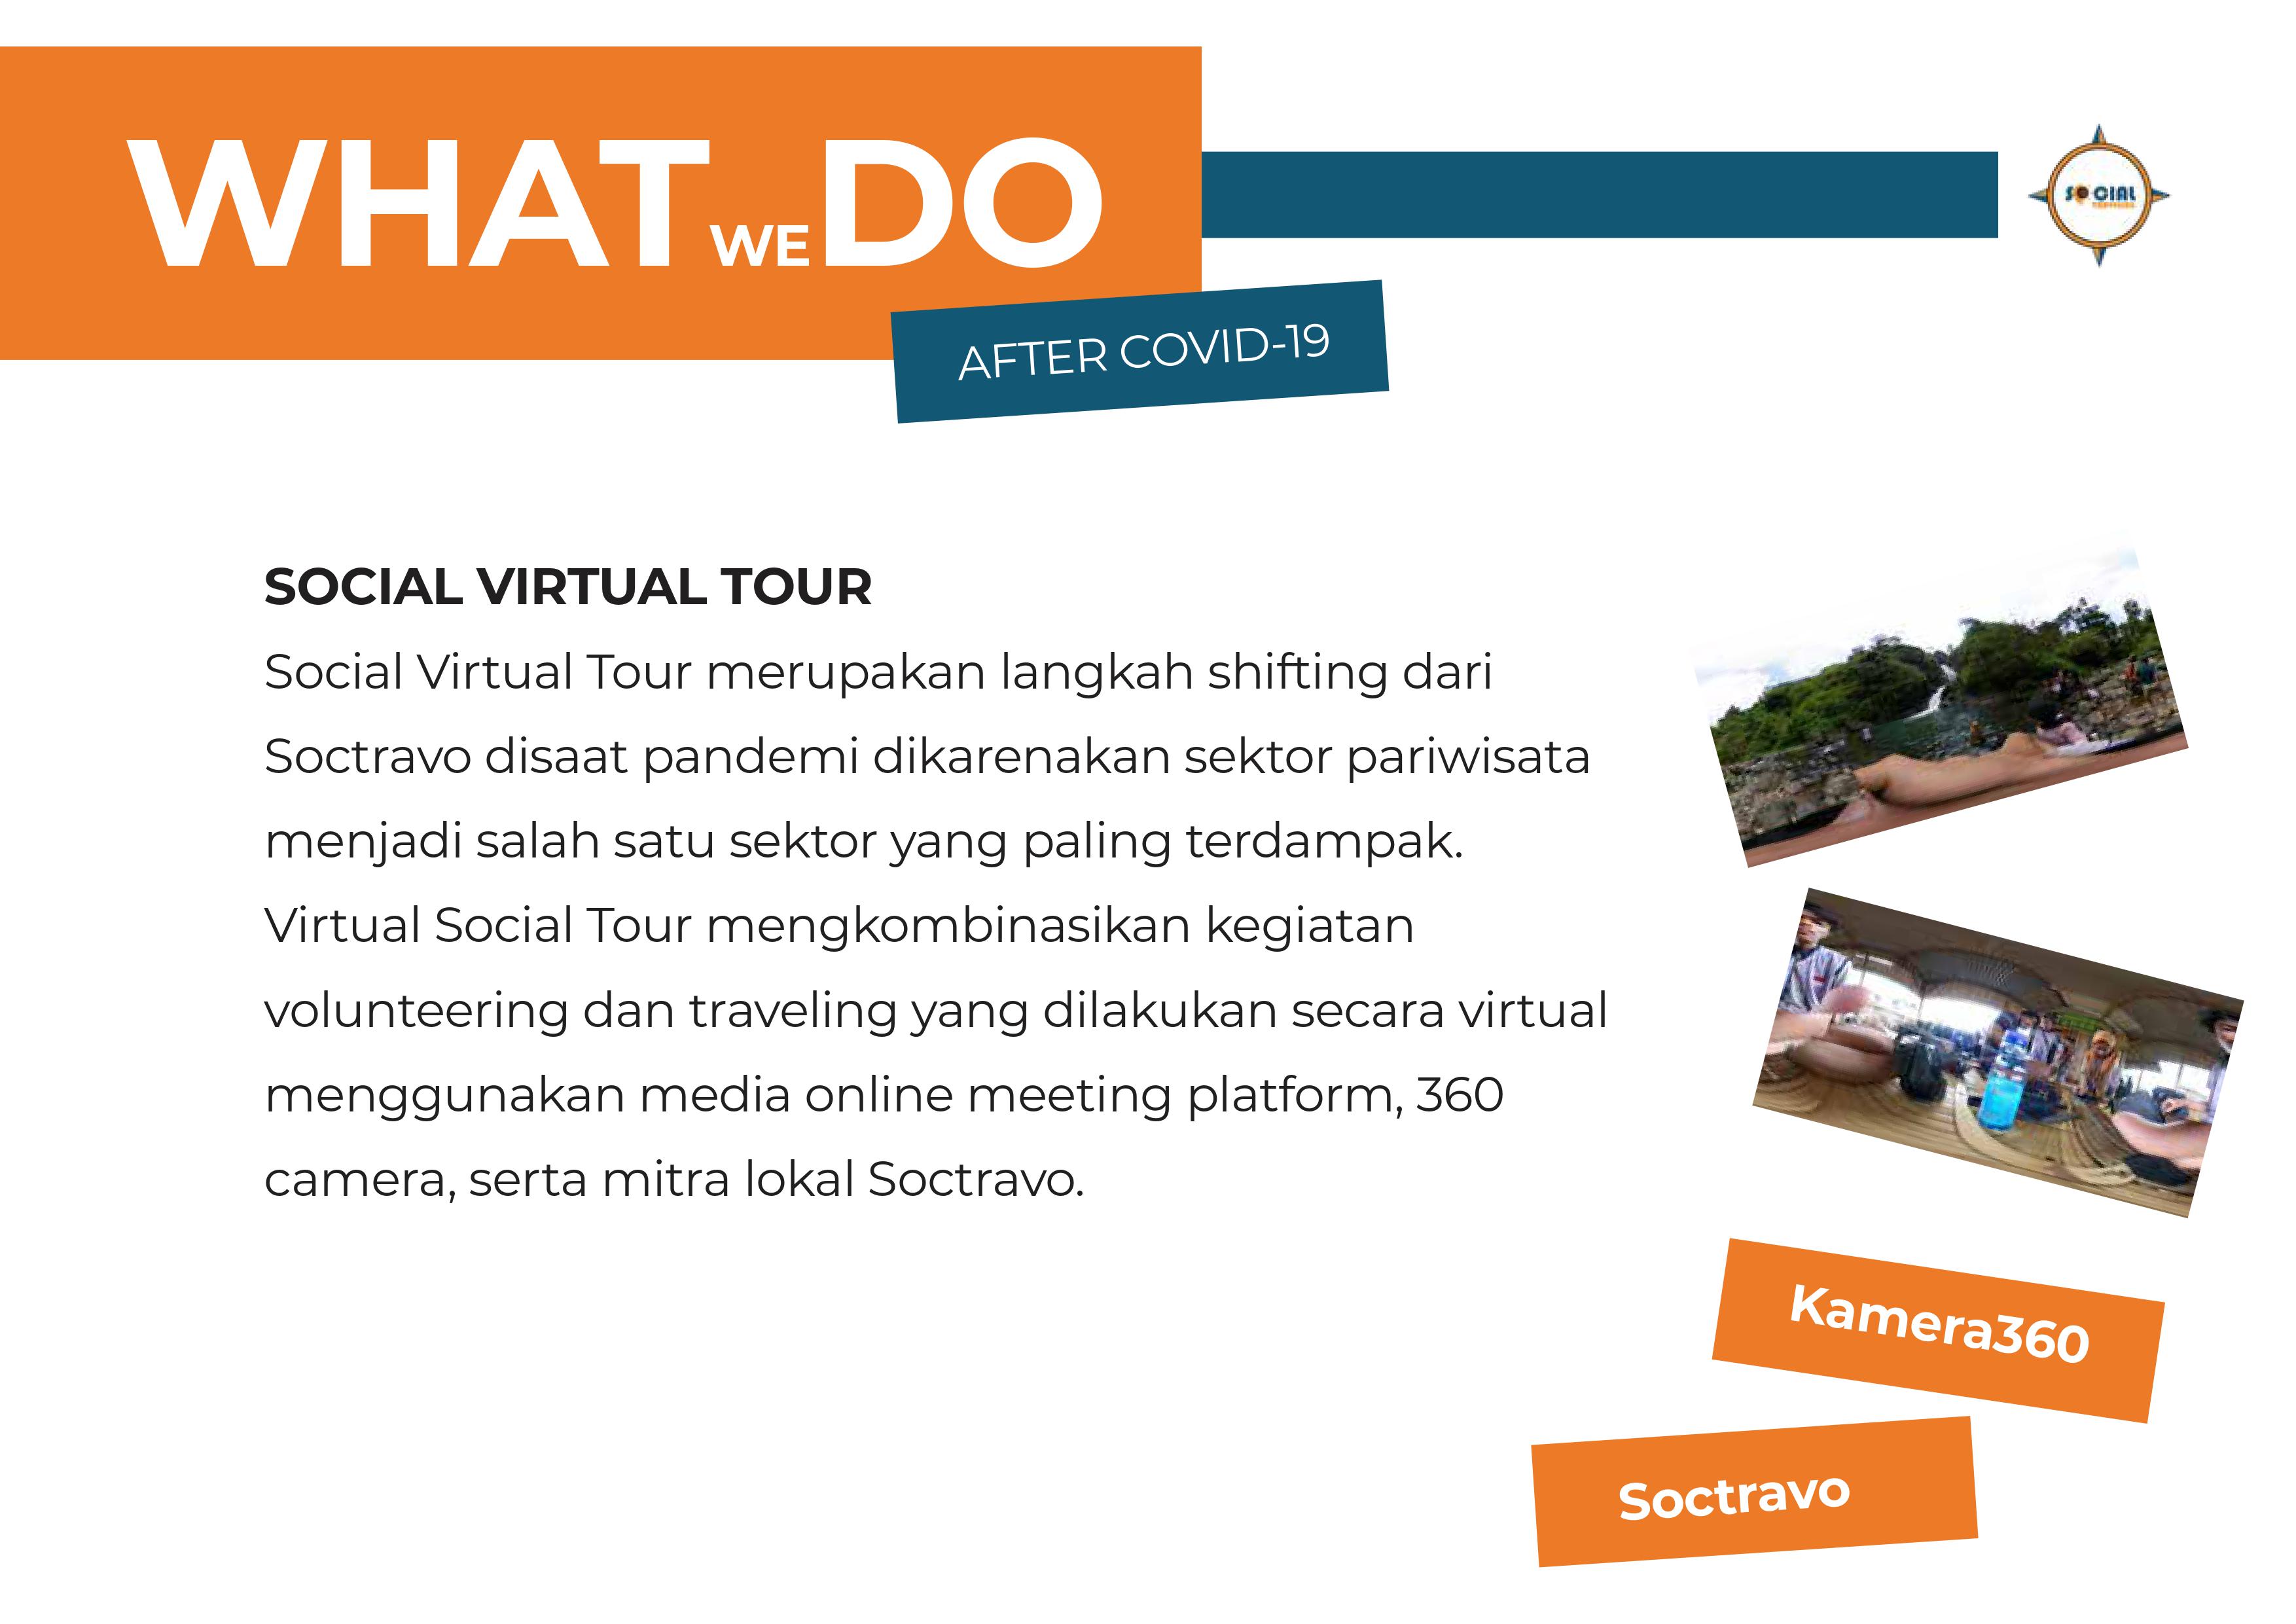 WHAT WE DO
AFTER COVID-19
SOCIAL
SOCIAL VIRTUAL TOUR
Social Virtual Tour merupakan langkah shifting dari
Soctravo disaat pandemi dikarenakan sektor pariwisata
menjadi salah satu sektor yang paling terdampak.
Virtual Social Tour mengkombinasikan kegiatan
volunteering dan traveling yang dilakukan secara virtual
menggunakan media online meeting platform, 360
camera, serta mitra lokal Soctravo.
Kamera360
Soctravo